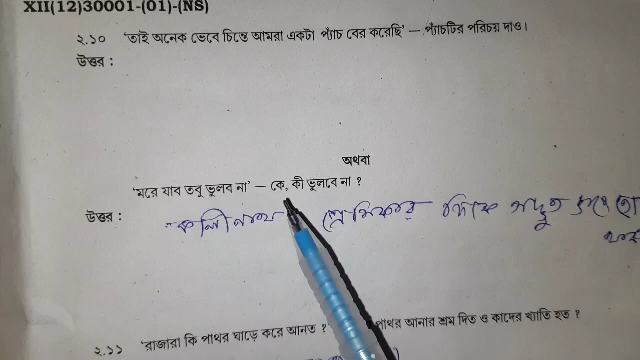 XII(12)30001-(01)-(NS)
২.১০ 'তাই অনেক ভেবে চিন্তে আমরা একটা প্যাঁচ বের করেছি' — প্যাঁচটির পরিচয় দাও।
উত্তর :
অথবা
'মরে যাব তবু ভুলব না' — কে, কী ভুলবে না ?
উত্তর : দিকে
২.১১ 'রাজারা কি পাথর ঘাড়ে করে আনত ? পাথর আনার শ্রম দিত ও কাদের খ্যাতি হত ?